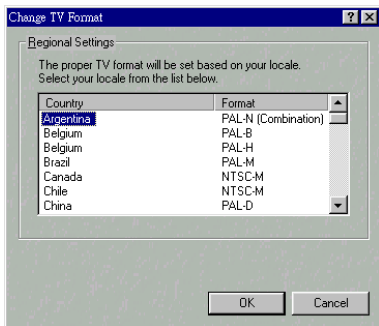 Change TV Format
Regional Settings
The proper TV format will be set based on your locale.
Select your locale from the list below.
Country Format
Argentina PAL-N (Combination)
Belgium PAL-B
Belgium PAL-H
Brazil PAL-M
Canada NTSC-M
Chile NTSC-M
China PAL-D
OK Cancel